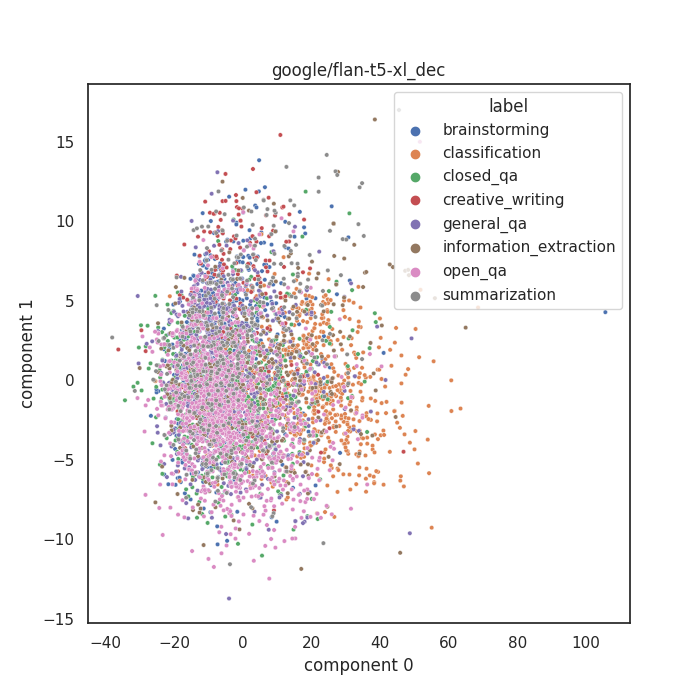 google/flan-t5-xl_dec
label
brainstorming
classification
closed_qa
creative_writing
general_qa
information_extraction
open_qa
summarization
15
10
5
0
−5
−10
−15
component 1
−40 −20 0 20 40 60 80 100
component 0